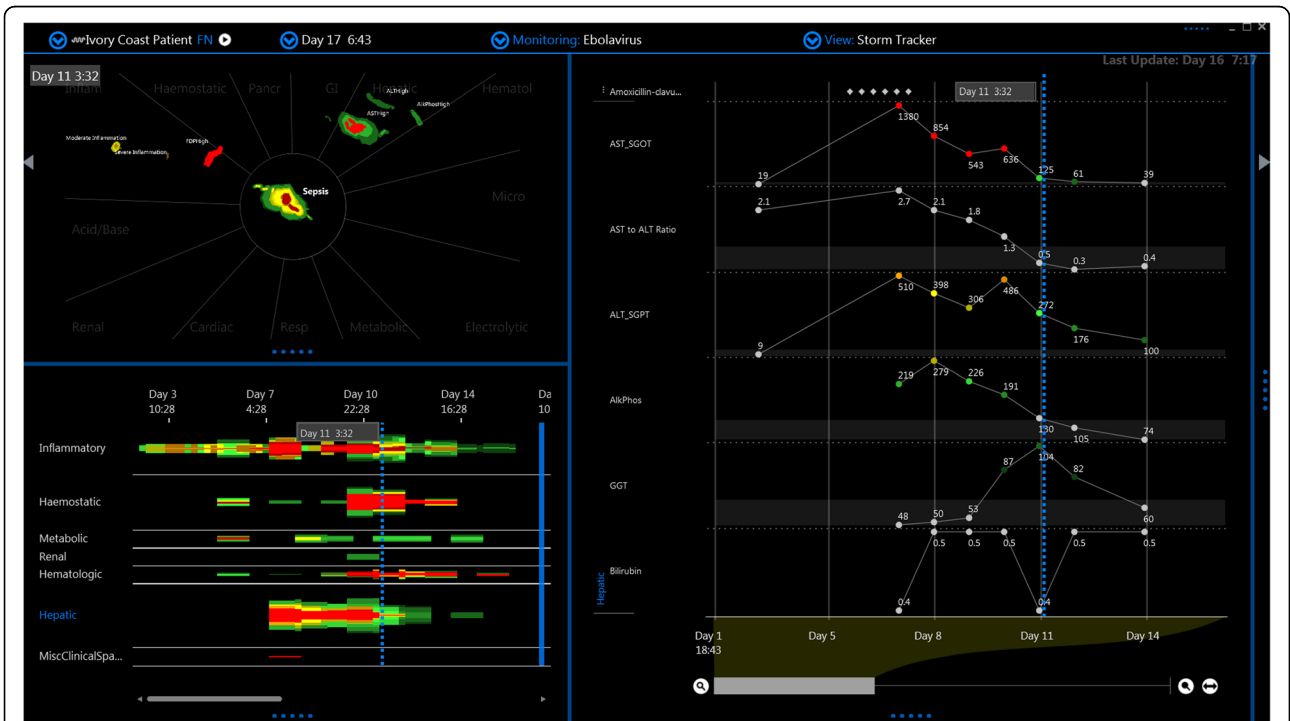 Ivory Coast Patient FN
Day 17 6:43
Monitoring: Ebolavirus
View: Storm Tracker
Last Update: Day 16 7:17
Day 11 3:32
Inflam
Haemostatic
Pancr
GI
Hepatic
Hematol
ALTHigh
AlkPhosHigh
ASTHigh
Moderate Inflammation
Severe Inflammation
FDPHigh
Sepsis
Micro
Acid/Base
Renal
Cardiac
Resp
Metabolic
Electrolytic
Day 3
10:28
Day 7
4:28
Day 10
22:28
Day 14
16:28
Da
10
Day 11 3:32
Inflammatory
Haemostatic
Metabolic
Renal
Hematologic
Hepatic
MiscClinicalSpa...
Amoxicillin-clavu...
Day 11 3:32
AST_SGOT
19
1380
854
543
636
125
61
39
AST to ALT Ratio
2.1
2.7
2.1
1.8
1.3
0.5
0.3
0.4
ALT_SGPT
9
510
398
306
486
272
176
100
AlkPhos
219
279
226
191
130
105
74
GGT
48
50
53
87
104
82
60
Bilirubin
0.4
0.5
0.5
0.5
0.4
0.5
0.5
Hepatic
Day 1
18:43
Day 5
Day 8
Day 11
Day 14